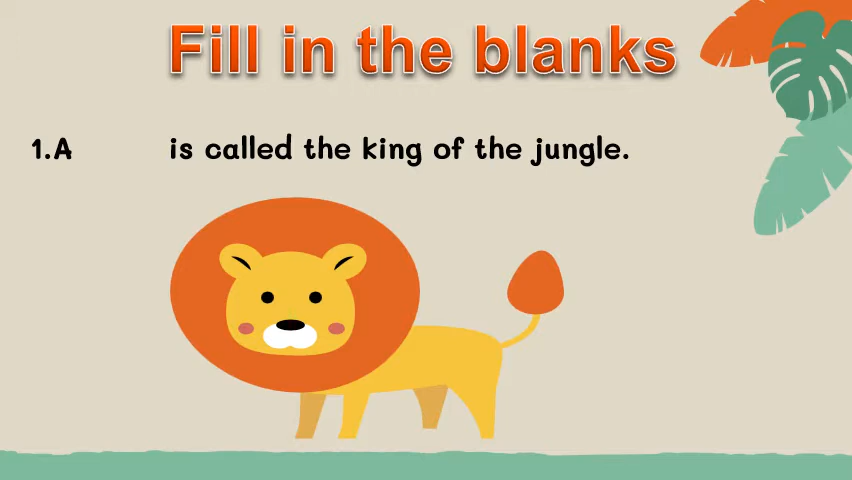 Fill in the blanks
1.A is called the king of the jungle.